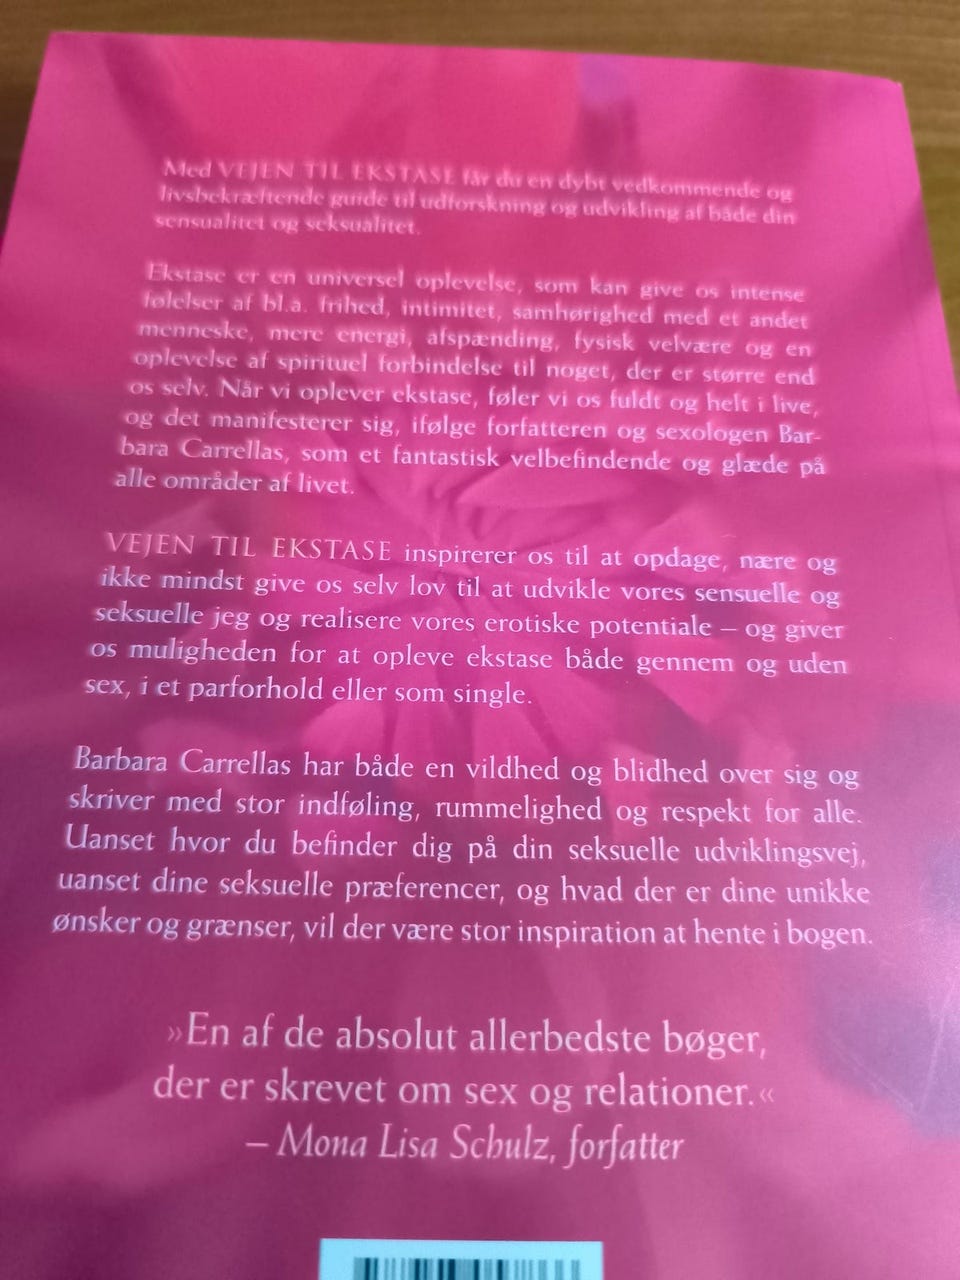 Med VEJEN TIL EKSTASE får du en dybt vedkommende og
livsbekræftende guide til udforskning og udvikling af både din
sensualitet og seksualitet.
Ekstase er en universel oplevelse, som kan give os intense
følelser af bl.a. frihed, intimitet, samhørighed med et andet
menneske, mere energi, afspænding, fysisk velvære og en
oplevelse af spirituel forbindelse til noget, der er større end
os selv. Når vi oplever ekstase, føler vi os fuldt og helt i live,
og det manifesterer sig, ifølge forfatteren og sexologen Bar-
bara Carrellas, som et fantastisk velbefindende og glæde på
alle områder af livet.
VEJEN TIL EKSTASE inspirerer os til at opdage, nære og
ikke mindst give os selv lov til at udvikle vores sensuelle og
seksuelle jeg og realisere vores erotiske potentiale – og giver
os muligheden for at opleve ekstase både gennem og uden
sex, i et parforhold eller som single.
Barbara Carrellas har både en vildhed og blidhed over sig og
skriver med stor indføling, rummelighed og respekt for alle.
Uanset hvor du befinder dig på din seksuelle udviklingsvej,
uanset dine seksuelle præferencer, og hvad der er dine unikke
ønsker og grænser, vil der være stor inspiration at hente i bogen.
»En af de absolut allerbedste bøger,
der er skrevet om sex og relationer.«
– Mona Lisa Schulz, forfatter